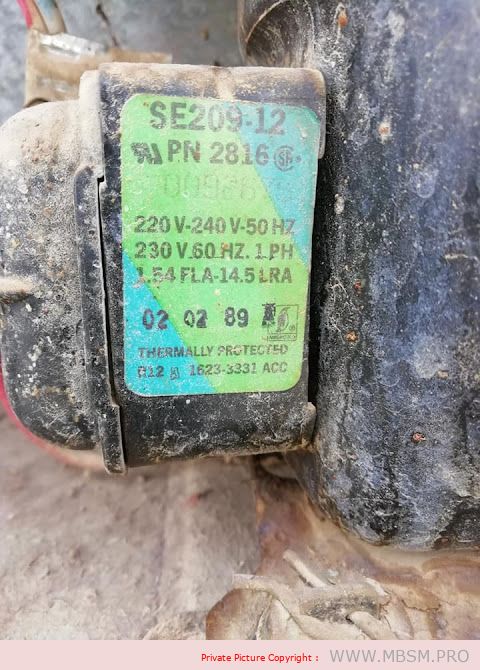 SE209-12
PN 2816
220 V-240 V-50 HZ
230 V.60 HZ. 1 PH
1.54 FLA-14.5 LRA
02 02 89 A
THERMALLY PROTECTED
R12 1623-3331 ACC
Private Picture Copyright : WWW.MBSM.PRO